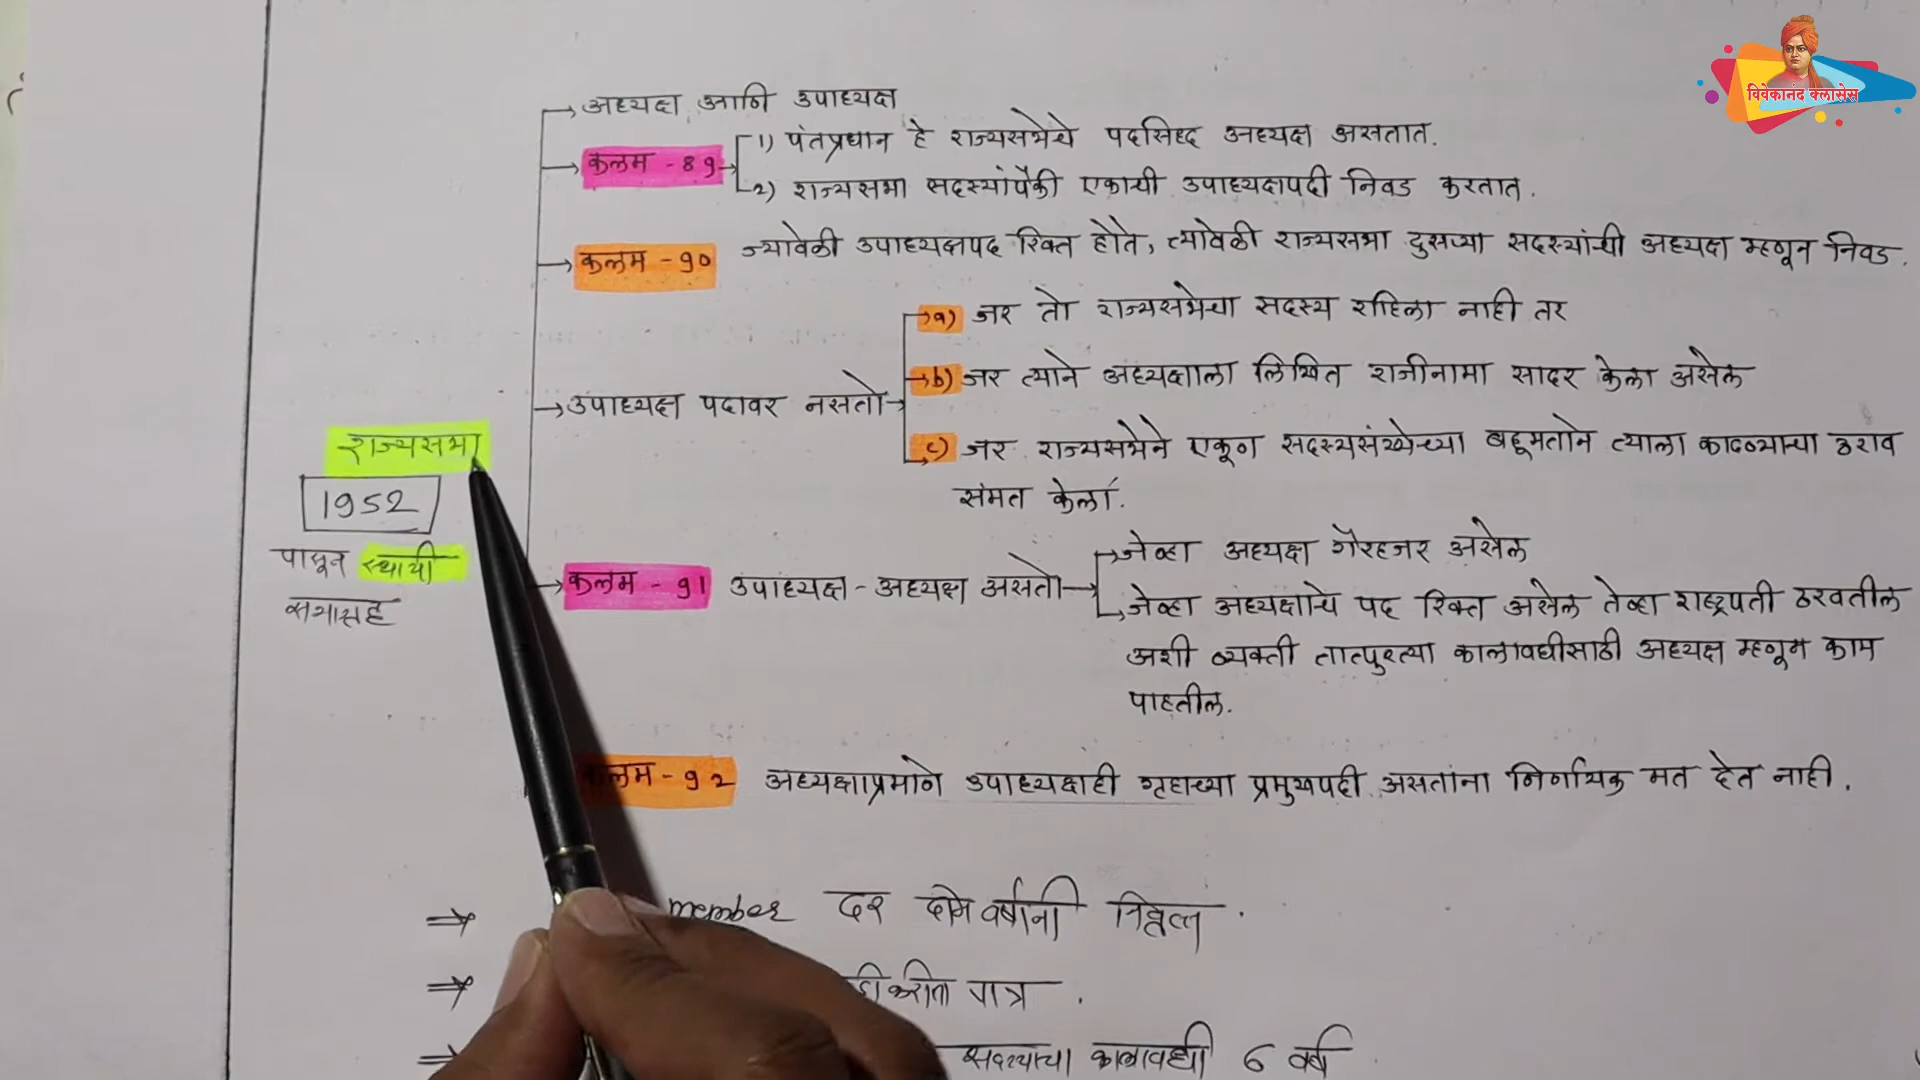 विवेकानंद क्लासेस
अध्यक्ष आणि उपाध्यक्ष
कलम - 89
1) पंतप्रधान हे राज्यसभेचे पदसिध्द अध्यक्ष असतात.
2) राज्यसभा सदस्यांपैकी एकाची उपाध्यक्षपदी निवड करतात.
कलम - 90 ज्यावेळी उपाध्यक्षपद रिक्त होते, त्यावेळी राज्यसभा दुसऱ्या सदस्यांची अध्यक्ष म्हणून निवड.
उपाध्यक्ष पदावर नसतो
a) जर तो राज्यसभेचा सदस्य राहिला नाही तर
b) जर त्याने अध्यक्षाला लिखित राजीनामा सादर केला असेल
c) जर राज्यसभेने एकूण सदस्यसंख्येच्या बहूमताने त्याला काढण्याचा ठराव
संमत केला.
राज्यसभा
1952
पासून स्थायी
सभागृह
कलम - 91 उपाध्यक्ष - अध्यक्ष असतो
जेव्हा अध्यक्ष गैरहजर असेल
जेव्हा अध्यक्षाचे पद रिक्त असेल तेव्हा राष्ट्रपती ठरवतील
अशी व्यक्ती तात्पुरत्या कालावधीसाठी अध्यक्ष म्हणून काम
पाहतील.
कलम - 92 अध्यक्षाप्रमाणे उपाध्यक्षही गृहाच्या प्रमुखपदी असतांना निर्णायक मत देत नाही.
member दर दोन वर्षांनी निवृत्त.
पात्र.
सदस्याचा कालावधी 6 वर्ष.